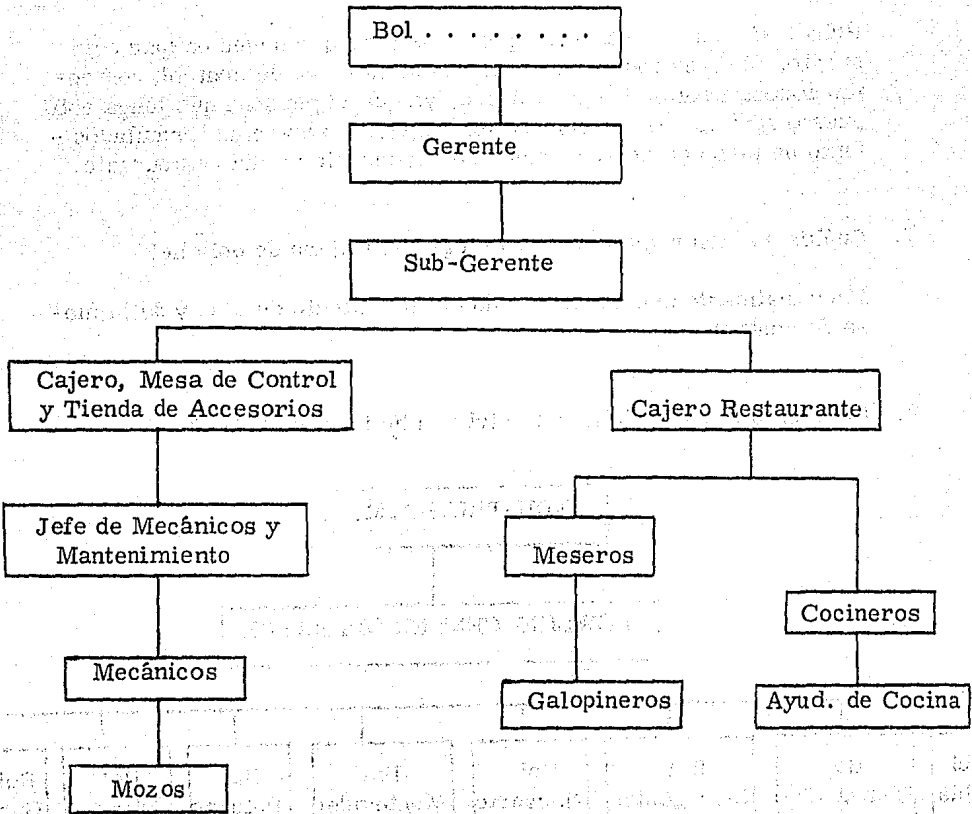 Bol . . . . . . . .
Gerente
Sub-Gerente
Cajero, Mesa de Control
y Tienda de Accesorios
Cajero Restaurante
Jefe de Mecánicos y
Mantenimiento
Meseros
Cocineros
Mecánicos
Galopineros
Ayud. de Cocina
Mozos